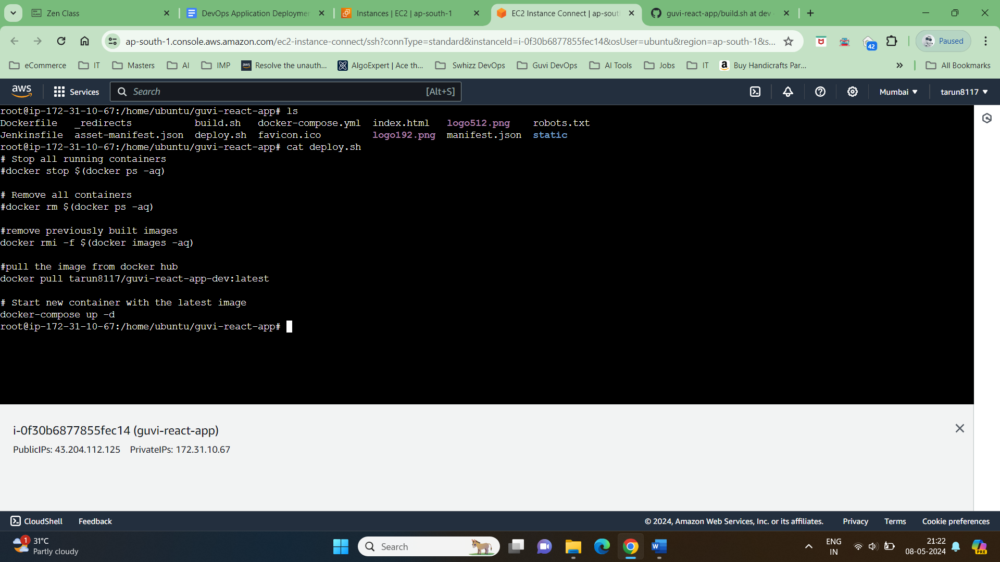 Zen Class
DevOps Application Deploymen
Instances | EC2 | ap-south-1
EC2 Instance Connect | ap-sout
guvi-react-app/build.sh at dev
ap-south-1.console.aws.amazon.com/ec2-instance-connect/ssh?connType=standard&instanceId=i-0f30b6877855fec14&osUser=ubuntu&region=ap-south-1&s...
42
Paused
eCommerce
IT
Masters
AI
IMP
aws Resolve the unauth...
AlgoExpert | Ace th...
Swhizz DevOps
Guvi DevOps
AI Tools
Jobs
IT
a Buy Handicrafts Par...
All Bookmarks
aws
Services
Search
[Alt+S]
Mumbai
tarun8117
root@ip-172-31-10-67:/home/ubuntu/guvi-react-app# ls
Dockerfile _redirects build.sh docker-compose.yml index.html logo512.png robots.txt
Jenkinsfile asset-manifest.json deploy.sh favicon.ico logo192.png manifest.json static
root@ip-172-31-10-67:/home/ubuntu/guvi-react-app# cat deploy.sh
# Stop all running containers
#docker stop $(docker ps -aq)
# Remove all containers
#docker rm $(docker ps -aq)
#remove previously built images
docker rmi -f $(docker images -aq)
#pull the image from docker hub
docker pull tarun8117/guvi-react-app-dev:latest
# Start new container with the latest image
docker-compose up -d
root@ip-172-31-10-67:/home/ubuntu/guvi-react-app#
i-0f30b6877855fec14 (guvi-react-app)
PublicIPs: 43.204.112.125 PrivateIPs: 172.31.10.67
CloudShell
Feedback
© 2024, Amazon Web Services, Inc. or its affiliates.
Privacy
Terms
Cookie preferences
1
31°C
Partly cloudy
Search
W
ENG
IN
21:22
08-05-2024
PRE